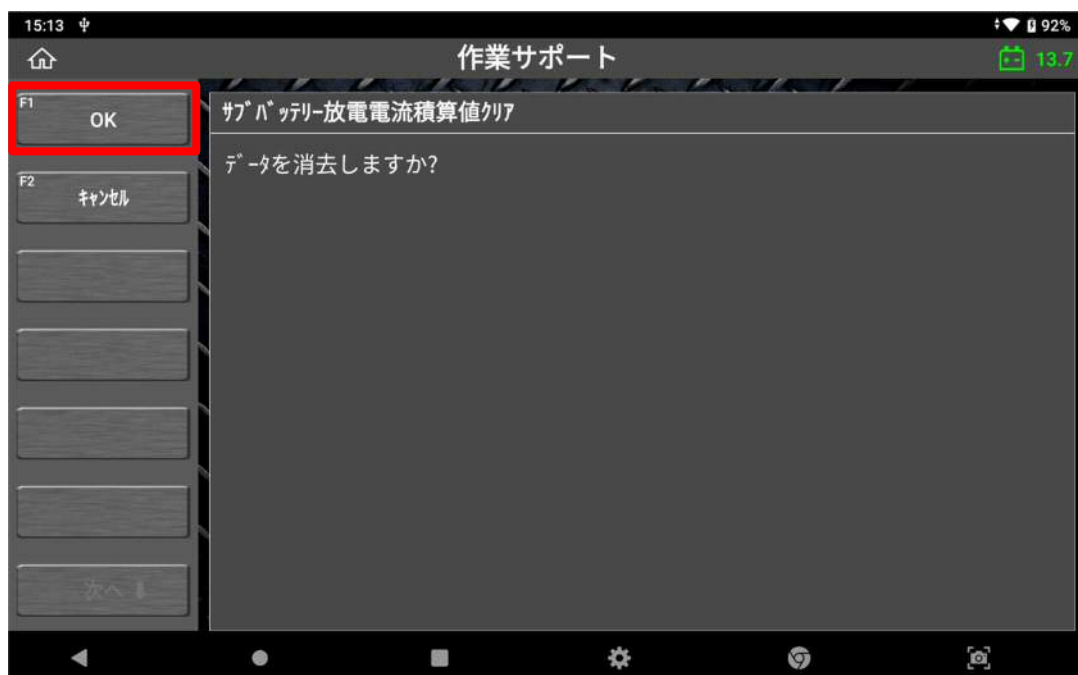 15:13
92%
作業サポート
13.7
F1
OK
ｻﾌﾞﾊﾞｯﾃﾘｰ放電電流積算値ｸﾘｱ
ﾃﾞｰﾀを消去しますか?
F2
ｷｬﾝｾﾙ
次へ